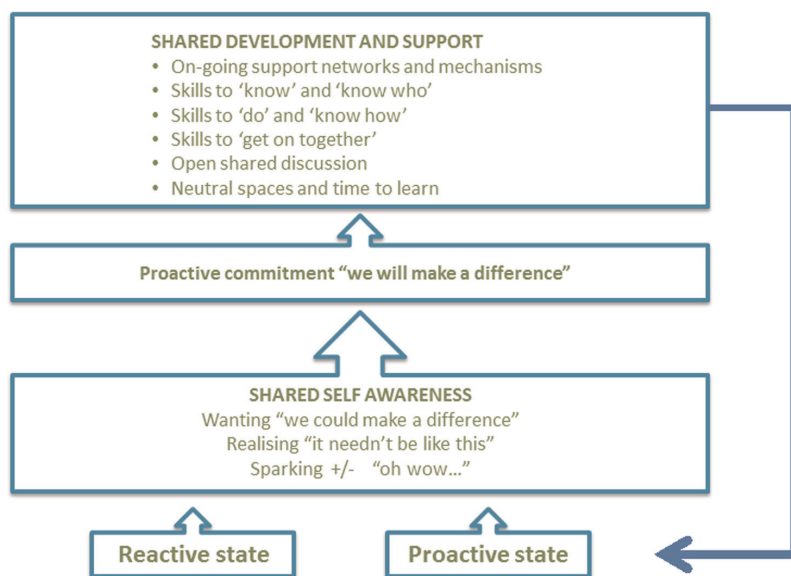 SHARED DEVELOPMENT AND SUPPORT
• On-going support networks and mechanisms
• Skills to ‘know’ and ‘know who’
• Skills to ‘do’ and ‘know how’
• Skills to ‘get on together’
• Open shared discussion
• Neutral spaces and time to learn
Proactive commitment “we will make a difference”
SHARED SELF AWARENESS
Wanting “we could make a difference”
Realising “it needn’t be like this”
Sparking +/- “oh wow…”
Reactive state
Proactive state